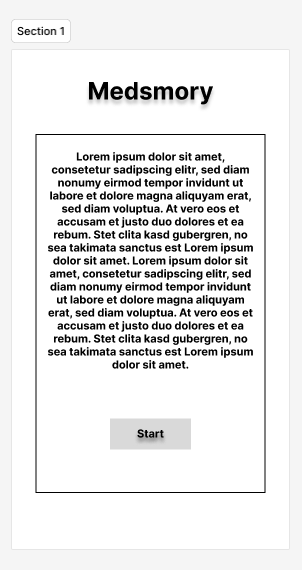 Section 1
Medsmory
Lorem ipsum dolor sit amet,
consetetur sadipscing elitr, sed diam
nonumy eirmod tempor invidunt ut
labore et dolore magna aliquyam erat,
sed diam voluptua. At vero eos et
accusam et justo duo dolores et ea
rebum. Stet clita kasd gubergren, no
sea takimata sanctus est Lorem ipsum
dolor sit amet. Lorem ipsum dolor sit
amet, consetetur sadipscing elitr, sed
diam nonumy eirmod tempor invidunt
ut labore et dolore magna aliquyam
erat, sed diam voluptua. At vero eos et
accusam et justo duo dolores et ea
rebum. Stet clita kasd gubergren, no
sea takimata sanctus est Lorem ipsum
dolor sit amet.
Start